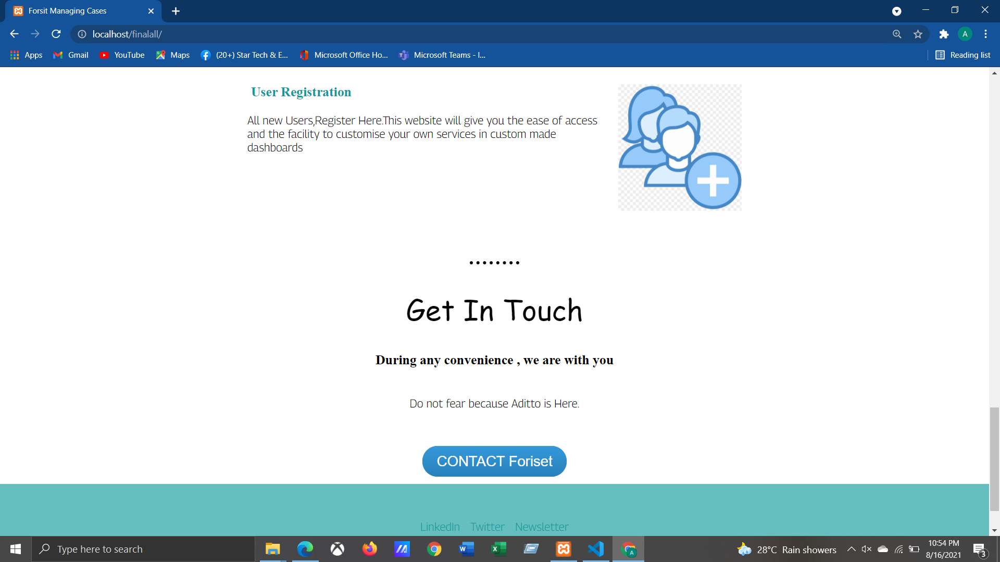 Forsit Managing Cases
localhost/finalall/
Apps Gmail YouTube Maps (20+) Star Tech & E... Microsoft Office Ho... Microsoft Teams - I... Reading list
User Registration
All new Users,Register Here.This website will give you the ease of access
and the facility to customise your own services in custom made
dashboards
........
Get In Touch
During any convenience , we are with you
Do not fear because Aditto is Here.
CONTACT Foriset
LinkedIn Twitter Newsletter
Type here to search
28°C Rain showers
10:54 PM
8/16/2021
3
A